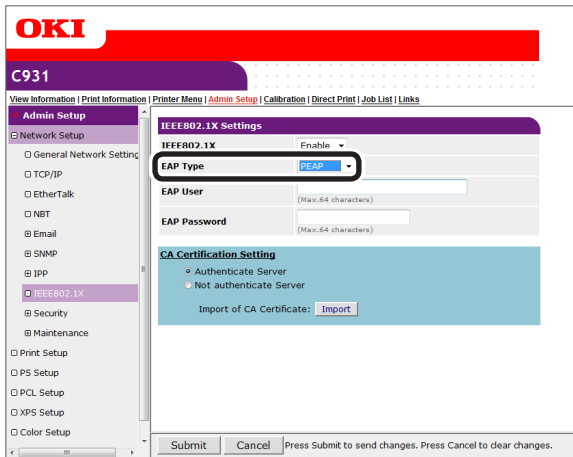 OKI
C931
View Information | Print Information | Printer Menu | Admin Setup | Calibration | Direct Print | Job List | Links
Admin Setup
Network Setup
General Network Setting
TCP/IP
EtherTalk
NBT
Email
SNMP
IPP
IEEE802.1X
Security
Maintenance
Print Setup
PS Setup
PCL Setup
XPS Setup
Color Setup
IEEE802.1X Settings
IEEE802.1X Enable
EAP Type PEAP
EAP User
(Max.64 characters)
EAP Password
(Max.64 characters)
CA Certification Setting
Authenticate Server
Not authenticate Server
Import of CA Certificate: Import
Submit Cancel Press Submit to send changes. Press Cancel to clear changes.